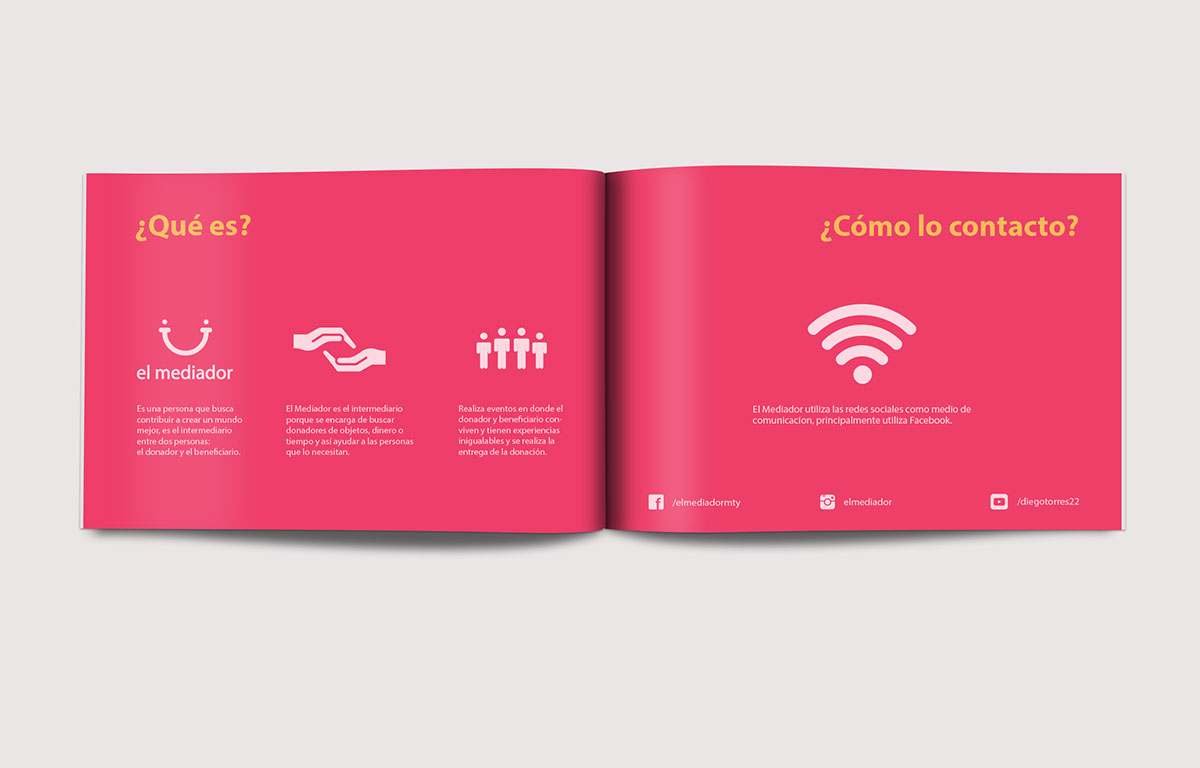 ¿Qué es?
el mediador
Es una persona que busca
contribuir a crear un mundo
mejor, es el intermediario
entre dos personas:
el donador y el beneficiario.
El Mediador es el intermediario
porque se encarga de buscar
donadores de objetos, dinero o
tiempo y así ayudar a las personas
que lo necesitan.
Realiza eventos en donde el
donador y beneficiario con-
viven y tienen experiencias
inigualables y se realiza la
entrega de la donación.
¿Cómo lo contacto?
El Mediador utiliza las redes sociales como medio de
comunicacion, principalmente utiliza Facebook.
/elmediadormty
elmediador
/diegotorres22